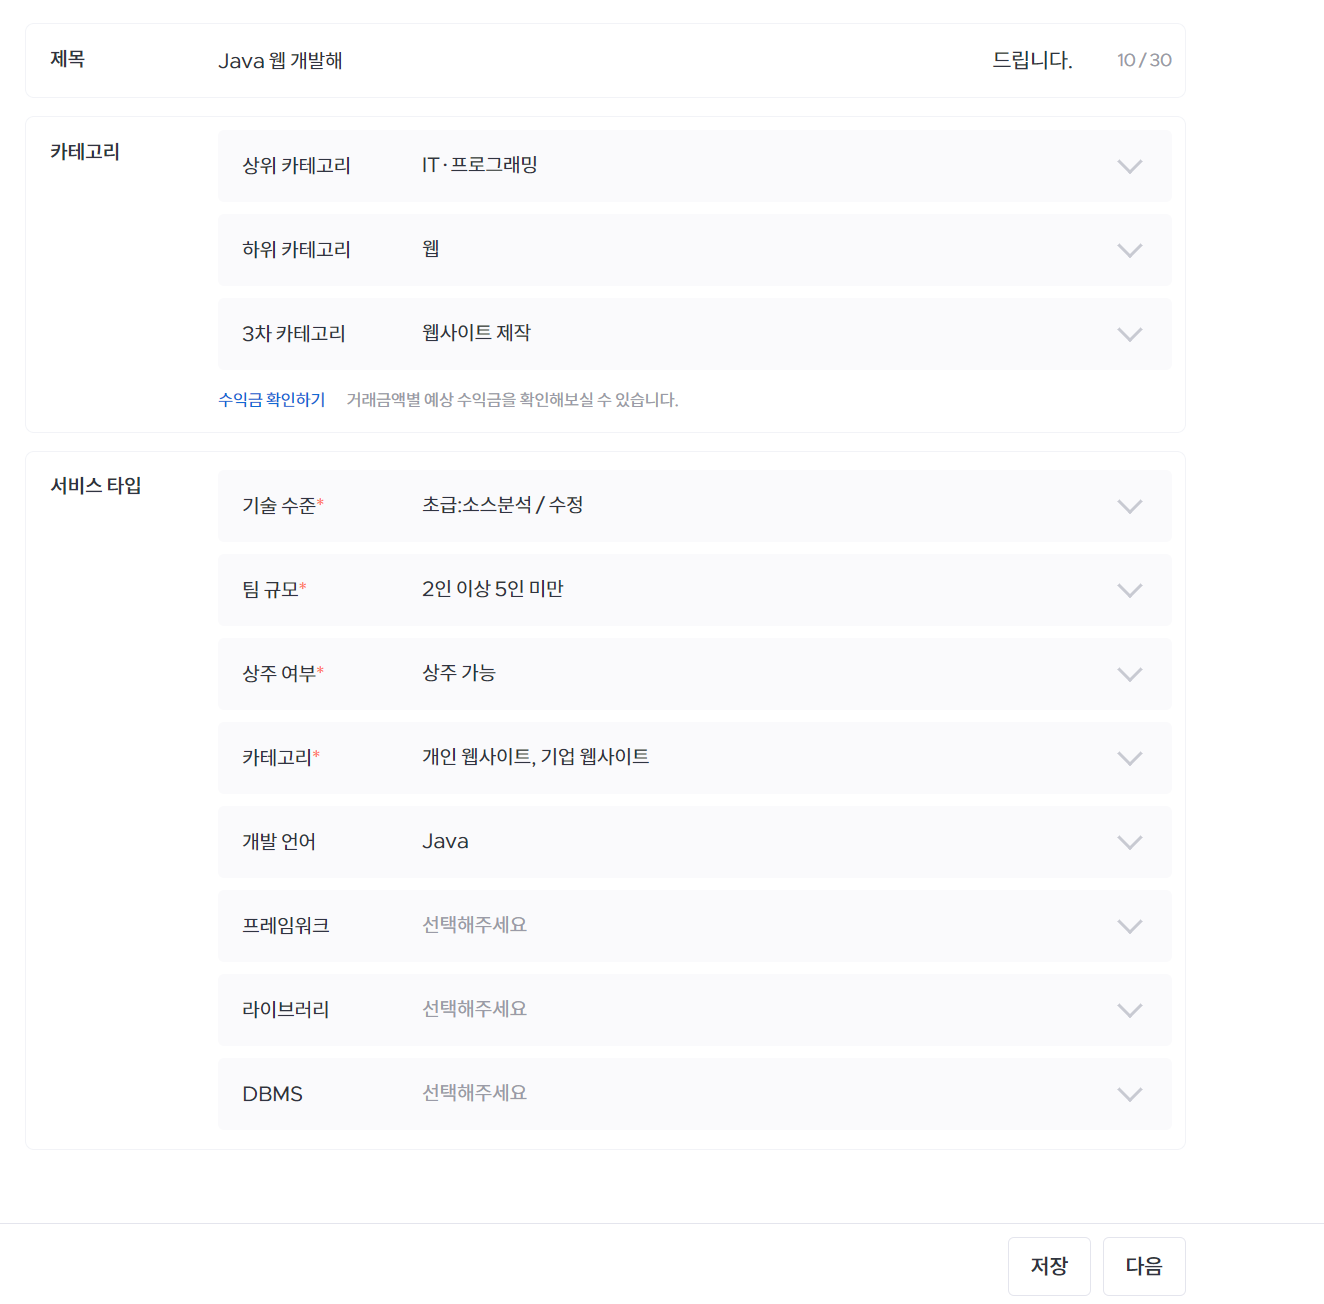 제목 Java 웹 개발해 드립니다. 10 / 30
카테고리
상위 카테고리 IT · 프로그래밍
하위 카테고리 웹
3차 카테고리 웹사이트 제작
수익금 확인하기 거래금액별 예상 수익금을 확인해보실 수 있습니다.
서비스 타입
기술 수준* 초급:소스분석 / 수정
팀 규모* 2인 이상 5인 미만
상주 여부* 상주 가능
카테고리* 개인 웹사이트, 기업 웹사이트
개발 언어 Java
프레임워크 선택해주세요
라이브러리 선택해주세요
DBMS 선택해주세요
저장 다음